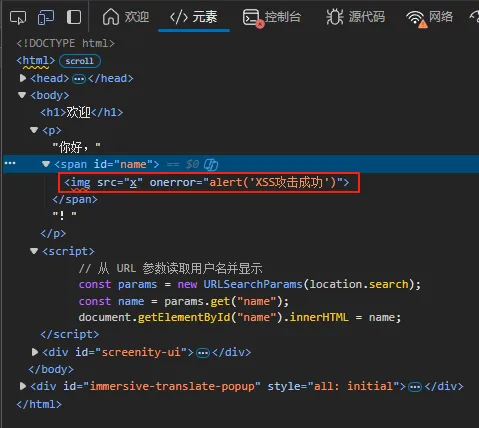 欢迎 元素 控制台 源代码 网络
<!DOCTYPE html>
<html> scroll
<head> ••• </head>
<body>
<h1>欢迎</h1>
<p>
"你好，"
<span id="name"> == $0
<img src="x" onerror="alert('XSS攻击成功')">
</span>
"！"
</p>
<script>
// 从 URL 参数读取用户名并显示
const params = new URLSearchParams(location.search);
const name = params.get("name");
document.getElementById("name").innerHTML = name;
</script>
<div id="screenity-ui"> ••• </div>
</body>
<div id="immersive-translate-popup" style="all: initial"> ••• </div>
</html>